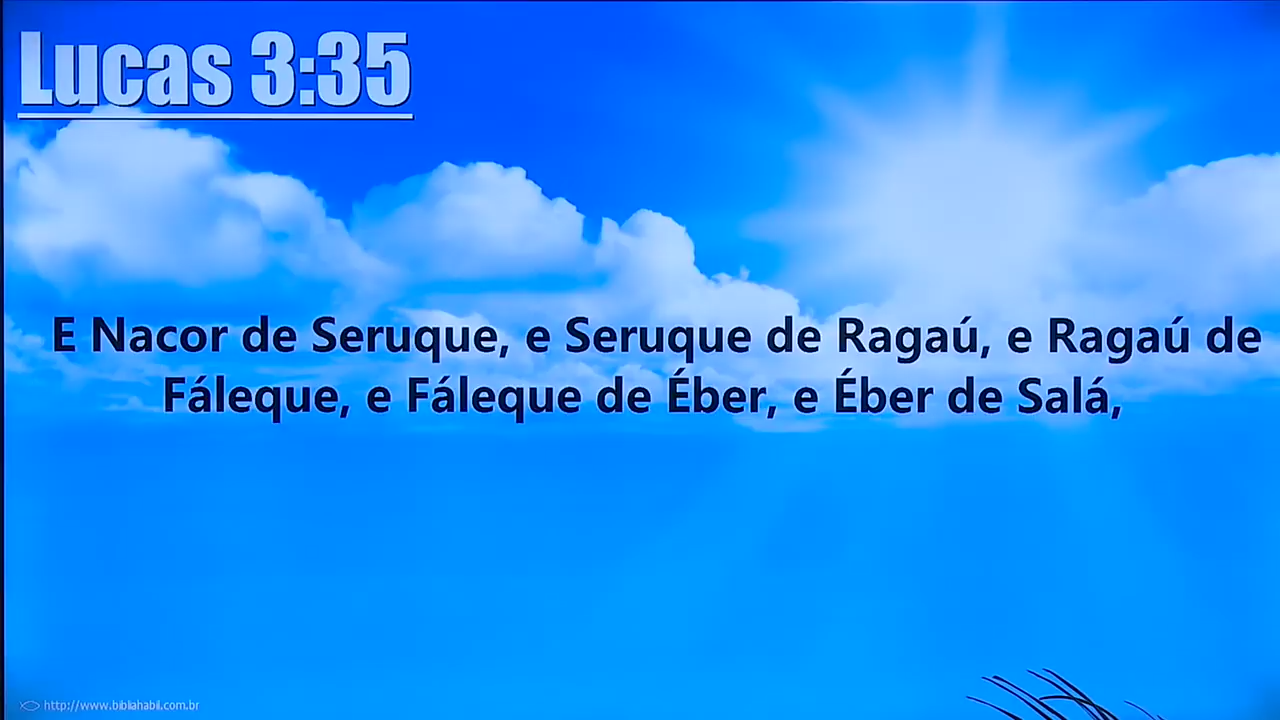 Lucas 3:35
E Nacor de Seruque, e Seruque de Ragaú, e Ragaú de
Fáleque, e Fáleque de Éber, e Éber de Salá,
http://www.bibliahabil.com.br